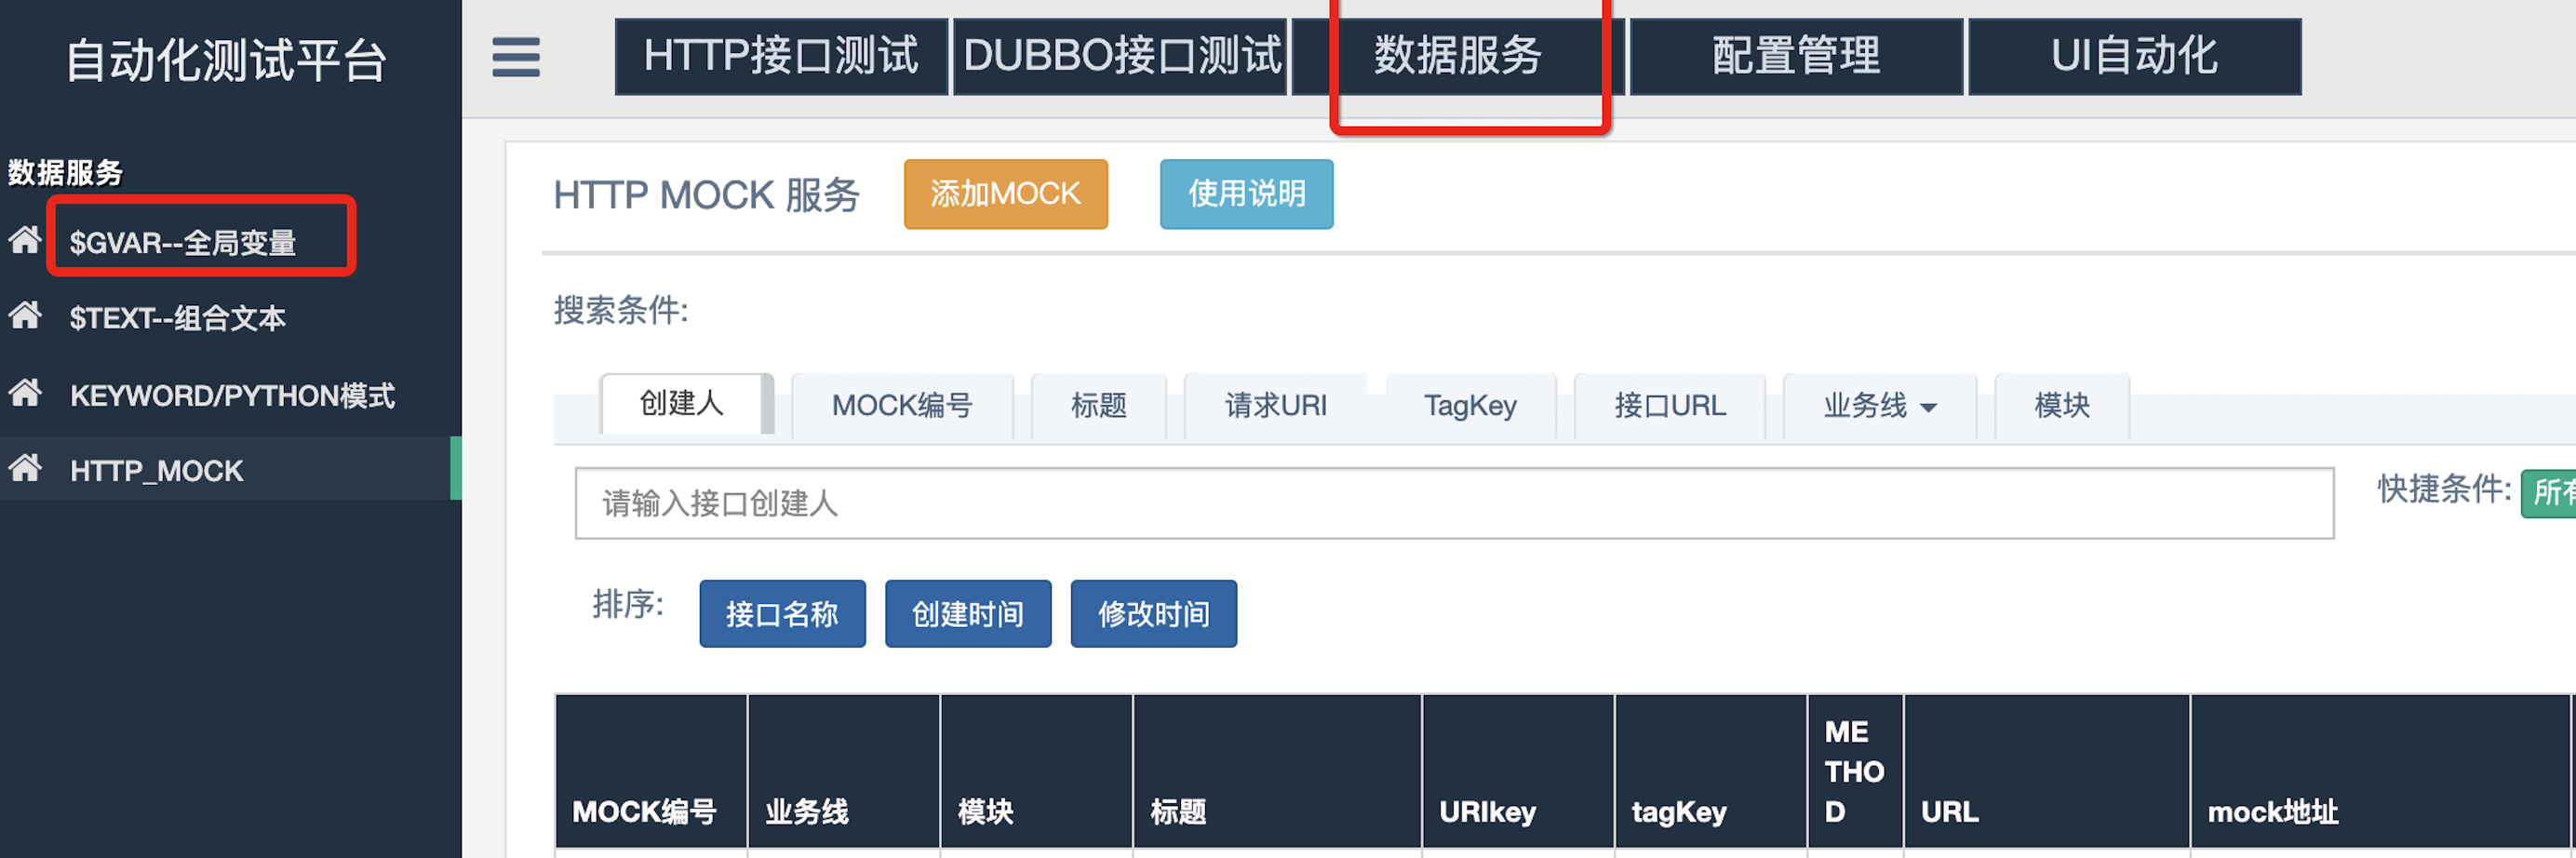 自动化测试平台
HTTP接口测试 DUBBO接口测试 数据服务 配置管理 UI自动化
数据服务
$GVAR--全局变量
$TEXT--组合文本
KEYWORD/PYTHON模式
HTTP_MOCK
HTTP MOCK 服务 添加MOCK 使用说明
搜索条件:
创建人 MOCK编号 标题 请求URI TagKey 接口URL 业务线 模块
请输入接口创建人
快捷条件: 所有
排序: 接口名称 创建时间 修改时间
MOCK编号 业务线 模块 标题 URIkey tagKey ME
THO
D URL mock地址